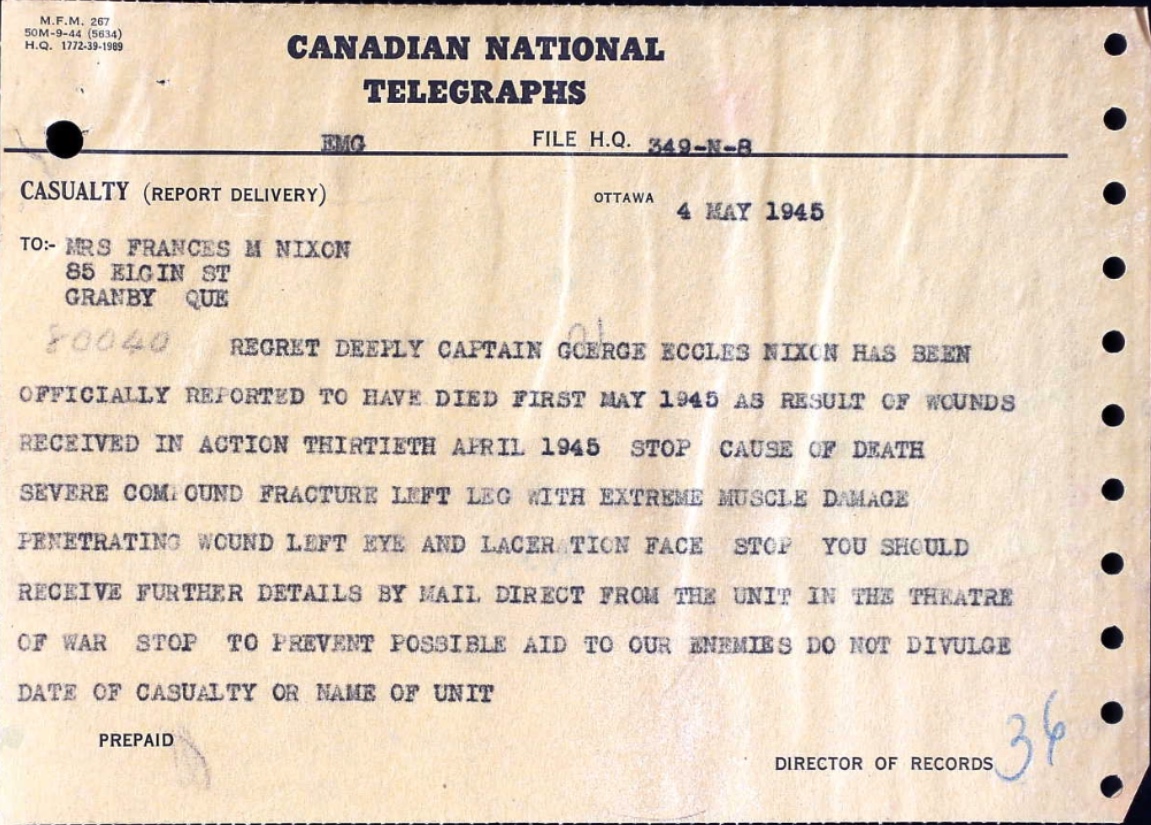 M.F.M. 267
50M-9-44 (5634)
H.Q. 1772-39-1989
CANADIAN NATIONAL
TELEGRAPHS
EMG FILE H.Q. 349-N-8
CASUALTY (REPORT DELIVERY) OTTAWA 4 MAY 1945
TO:- MRS FRANCES M NIXON
85 ELGIN ST
GRANBY QUE
80040 REGRET DEEPLY CAPTAIN GOERGE ECCLES NIXON HAS BEEN
OFFICIALLY REPORTED TO HAVE DIED FIRST MAY 1945 AS RESULT OF WOUNDS
RECEIVED IN ACTION THIRTIETH APRIL 1945 STOP CAUSE OF DEATH
SEVERE COMPOUND FRACTURE LEFT LEG WITH EXTREME MUSCLE DAMAGE
PENETRATING WOUND LEFT EYE AND LACERATION FACE STOP YOU SHOULD
RECEIVE FURTHER DETAILS BY MAIL DIRECT FROM THE UNIT IN THE THEATRE
OF WAR STOP TO PREVENT POSSIBLE AID TO OUR ENEMIES DO NOT DIVULGE
DATE OF CASUALTY OR NAME OF UNIT
PREPAID
DIRECTOR OF RECORDS 36